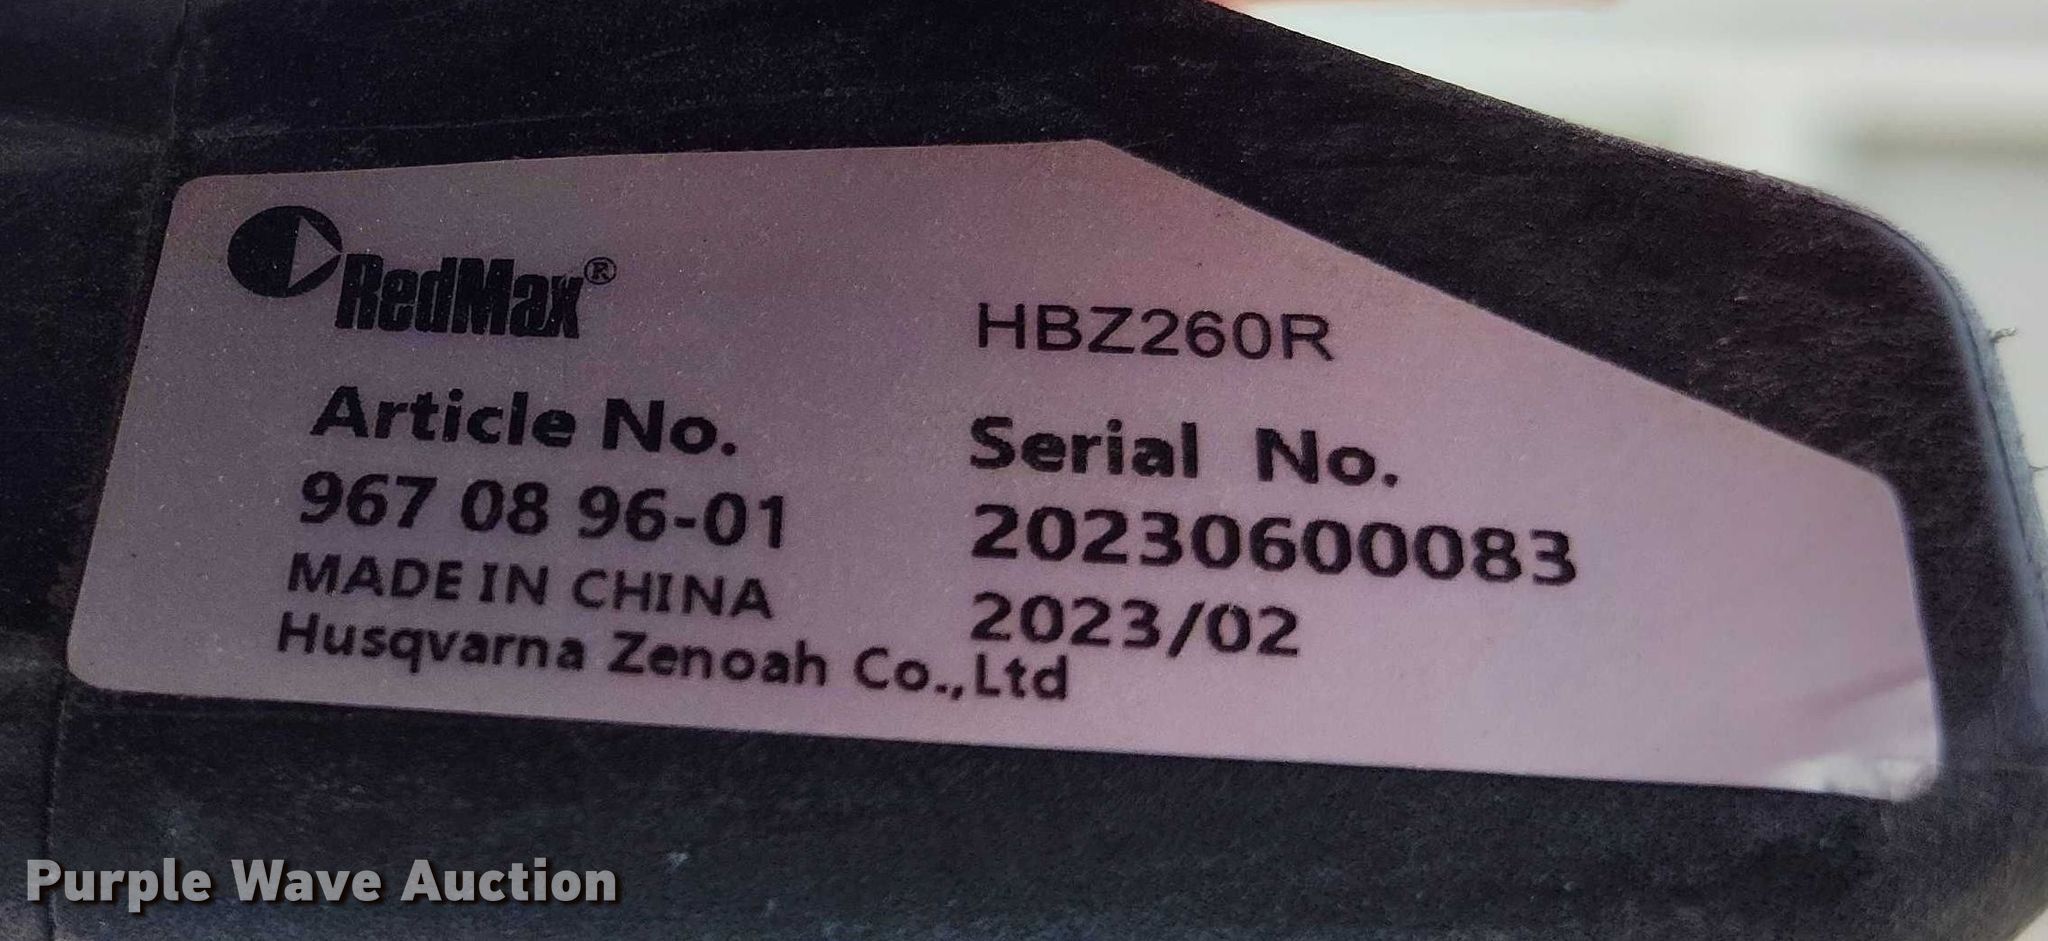 RedMax®
HBZ260R
Article No.
967 08 96-01
MADE IN CHINA
Husqvarna Zenoah Co.,Ltd
Serial No.
20230600083
2023/02
Purple Wave Auction